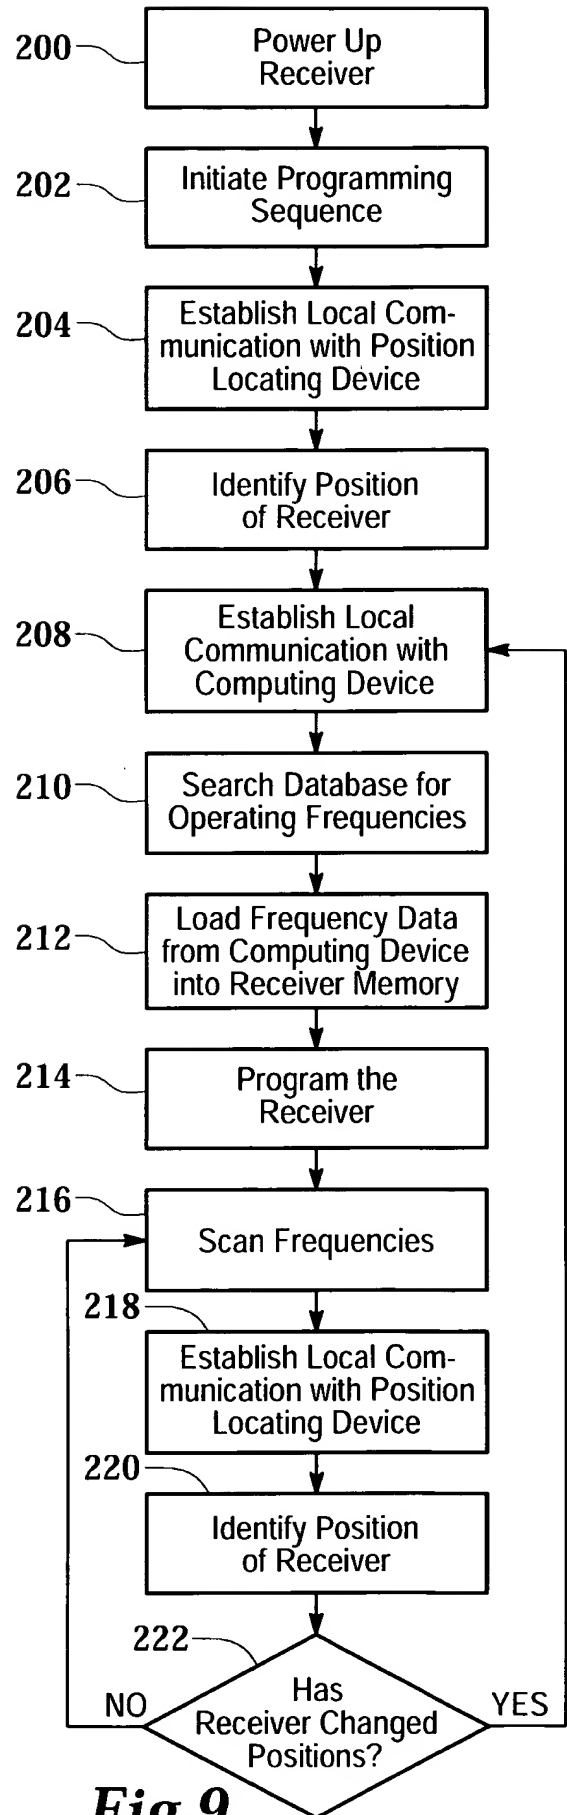 200
Power Up
Receiver
202
Initiate Programming
Sequence
204
Establish Local Com-
munication with Position
Locating Device
206
Identify Position
of Receiver
208
Establish Local
Communication with
Computing Device
210
Search Database for
Operating Frequencies
212
Load Frequency Data
from Computing Device
into Receiver Memory
214
Program the
Receiver
216
Scan Frequencies
218
Establish Local Com-
munication with Position
Locating Device
220
Identify Position
of Receiver
222
Has
Receiver Changed
Positions?
NO
YES
Fig.9